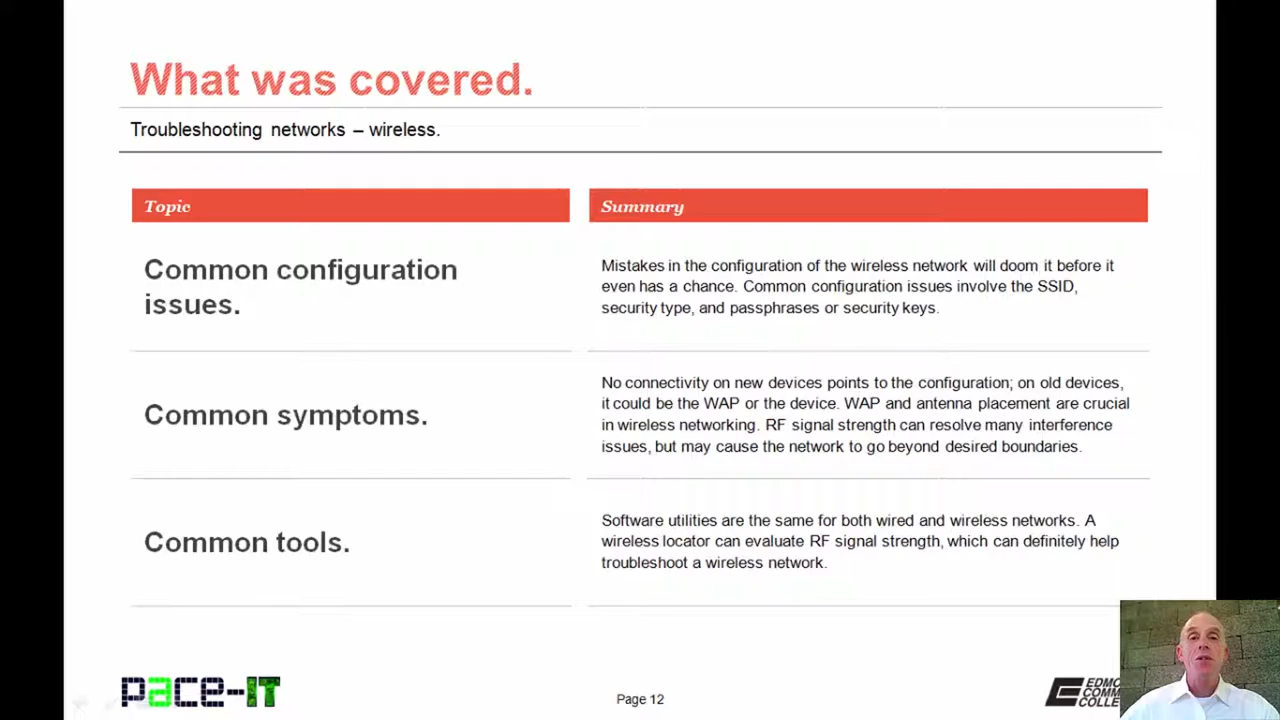 What was covered.
Troubleshooting networks – wireless.
Topic
Summary
Common configuration
issues.
Mistakes in the configuration of the wireless network will doom it before it
even has a chance. Common configuration issues involve the SSID,
security type, and passphrases or security keys.
Common symptoms.
No connectivity on new devices points to the configuration; on old devices,
it could be the WAP or the device. WAP and antenna placement are crucial
in wireless networking. RF signal strength can resolve many interference
issues, but may cause the network to go beyond desired boundaries.
Common tools.
Software utilities are the same for both wired and wireless networks. A
wireless locator can evaluate RF signal strength, which can definitely help
troubleshoot a wireless network.
pace-IT
Page 12
COLLE